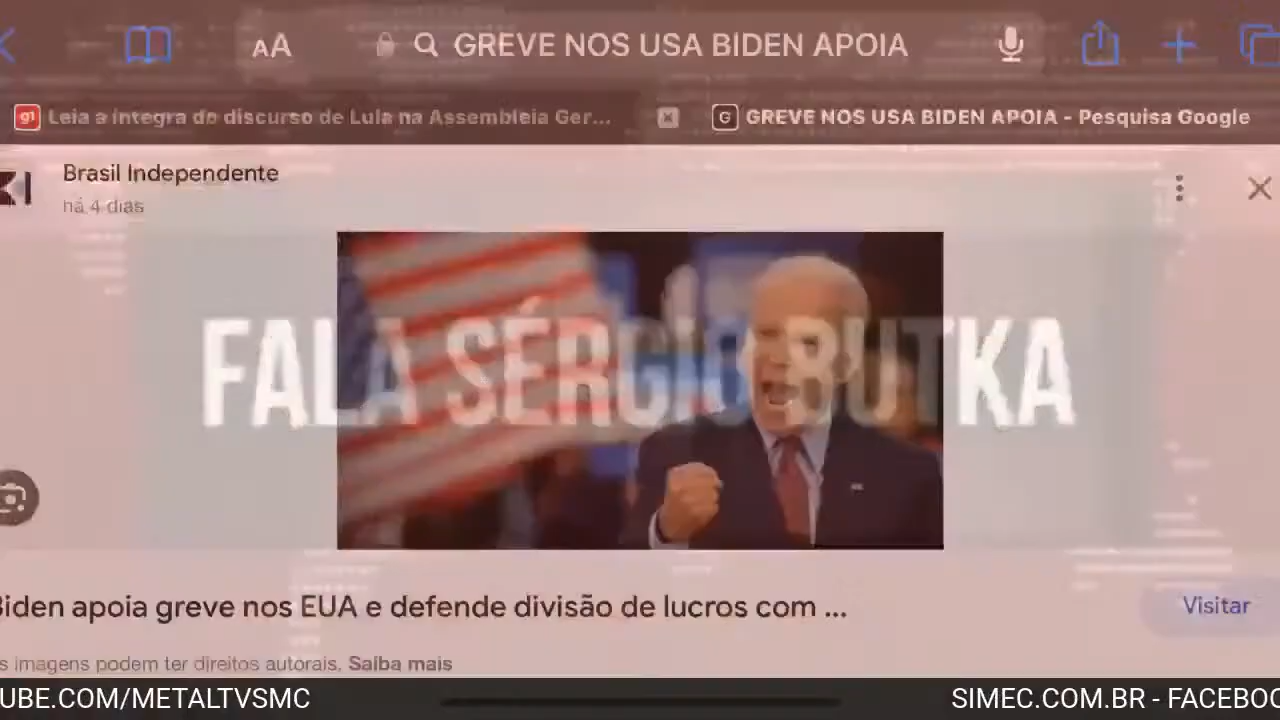 AA GREVE NOS USA BIDEN APOIA
g1 Leia a íntegra do discurso de Lula na Assembleia Ger...
G GREVE NOS USA BIDEN APOIA - Pesquisa Google
Brasil Independente
há 4 dias
FALA SÉRGIO BUTKA
Biden apoia greve nos EUA e defende divisão de lucros com ...
Visitar
s imagens podem ter direitos autorais. Saiba mais
UBE.COM/METALTVSMC
SIMEC.COM.BR - FACEBOO